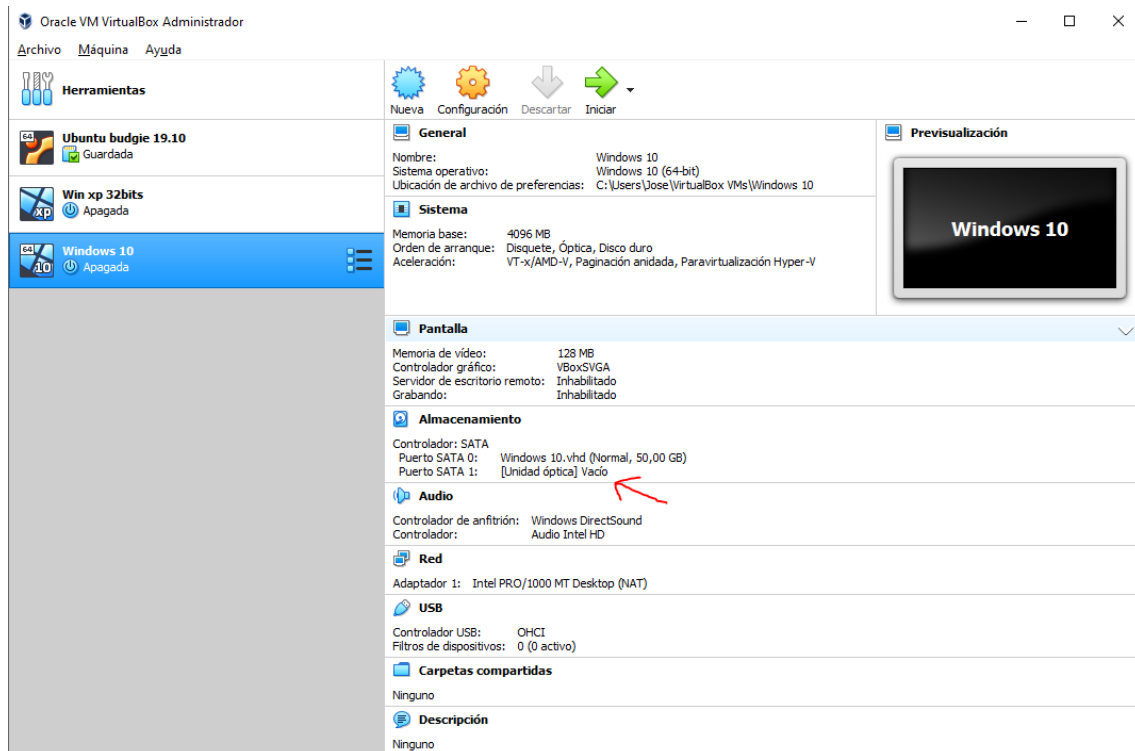 Oracle VM VirtualBox Administrador
Archivo Máquina Ayuda
Herramientas
Nueva Configuración Descartar Iniciar
64
Ubuntu budgie 19.10
Guardada
XP
Win xp 32bits
Apagada
64
10
Windows 10
Apagada
General
Nombre: Windows 10
Sistema operativo: Windows 10 (64-bit)
Ubicación de archivo de preferencias: C:\Users\Jose\VirtualBox VMs\Windows 10
Previsualización
Windows 10
Sistema
Memoria base: 4096 MB
Orden de arranque: Disquete, Óptica, Disco duro
Aceleración: VT-x/AMD-V, Paginación anidada, Paravirtualización Hyper-V
Pantalla
Memoria de vídeo: 128 MB
Controlador gráfico: VBoxSVGA
Servidor de escritorio remoto: Inhabilitado
Grabando: Inhabilitado
Almacenamiento
Controlador: SATA
Puerto SATA 0: Windows 10.vhd (Normal, 50,00 GB)
Puerto SATA 1: [Unidad óptica] Vacío
Audio
Controlador de anfitrión: Windows DirectSound
Controlador: Audio Intel HD
Red
Adaptador 1: Intel PRO/1000 MT Desktop (NAT)
USB
Controlador USB: OHCI
Filtros de dispositivos: 0 (0 activo)
Carpetas compartidas
Ninguno
Descripción
Ninguno